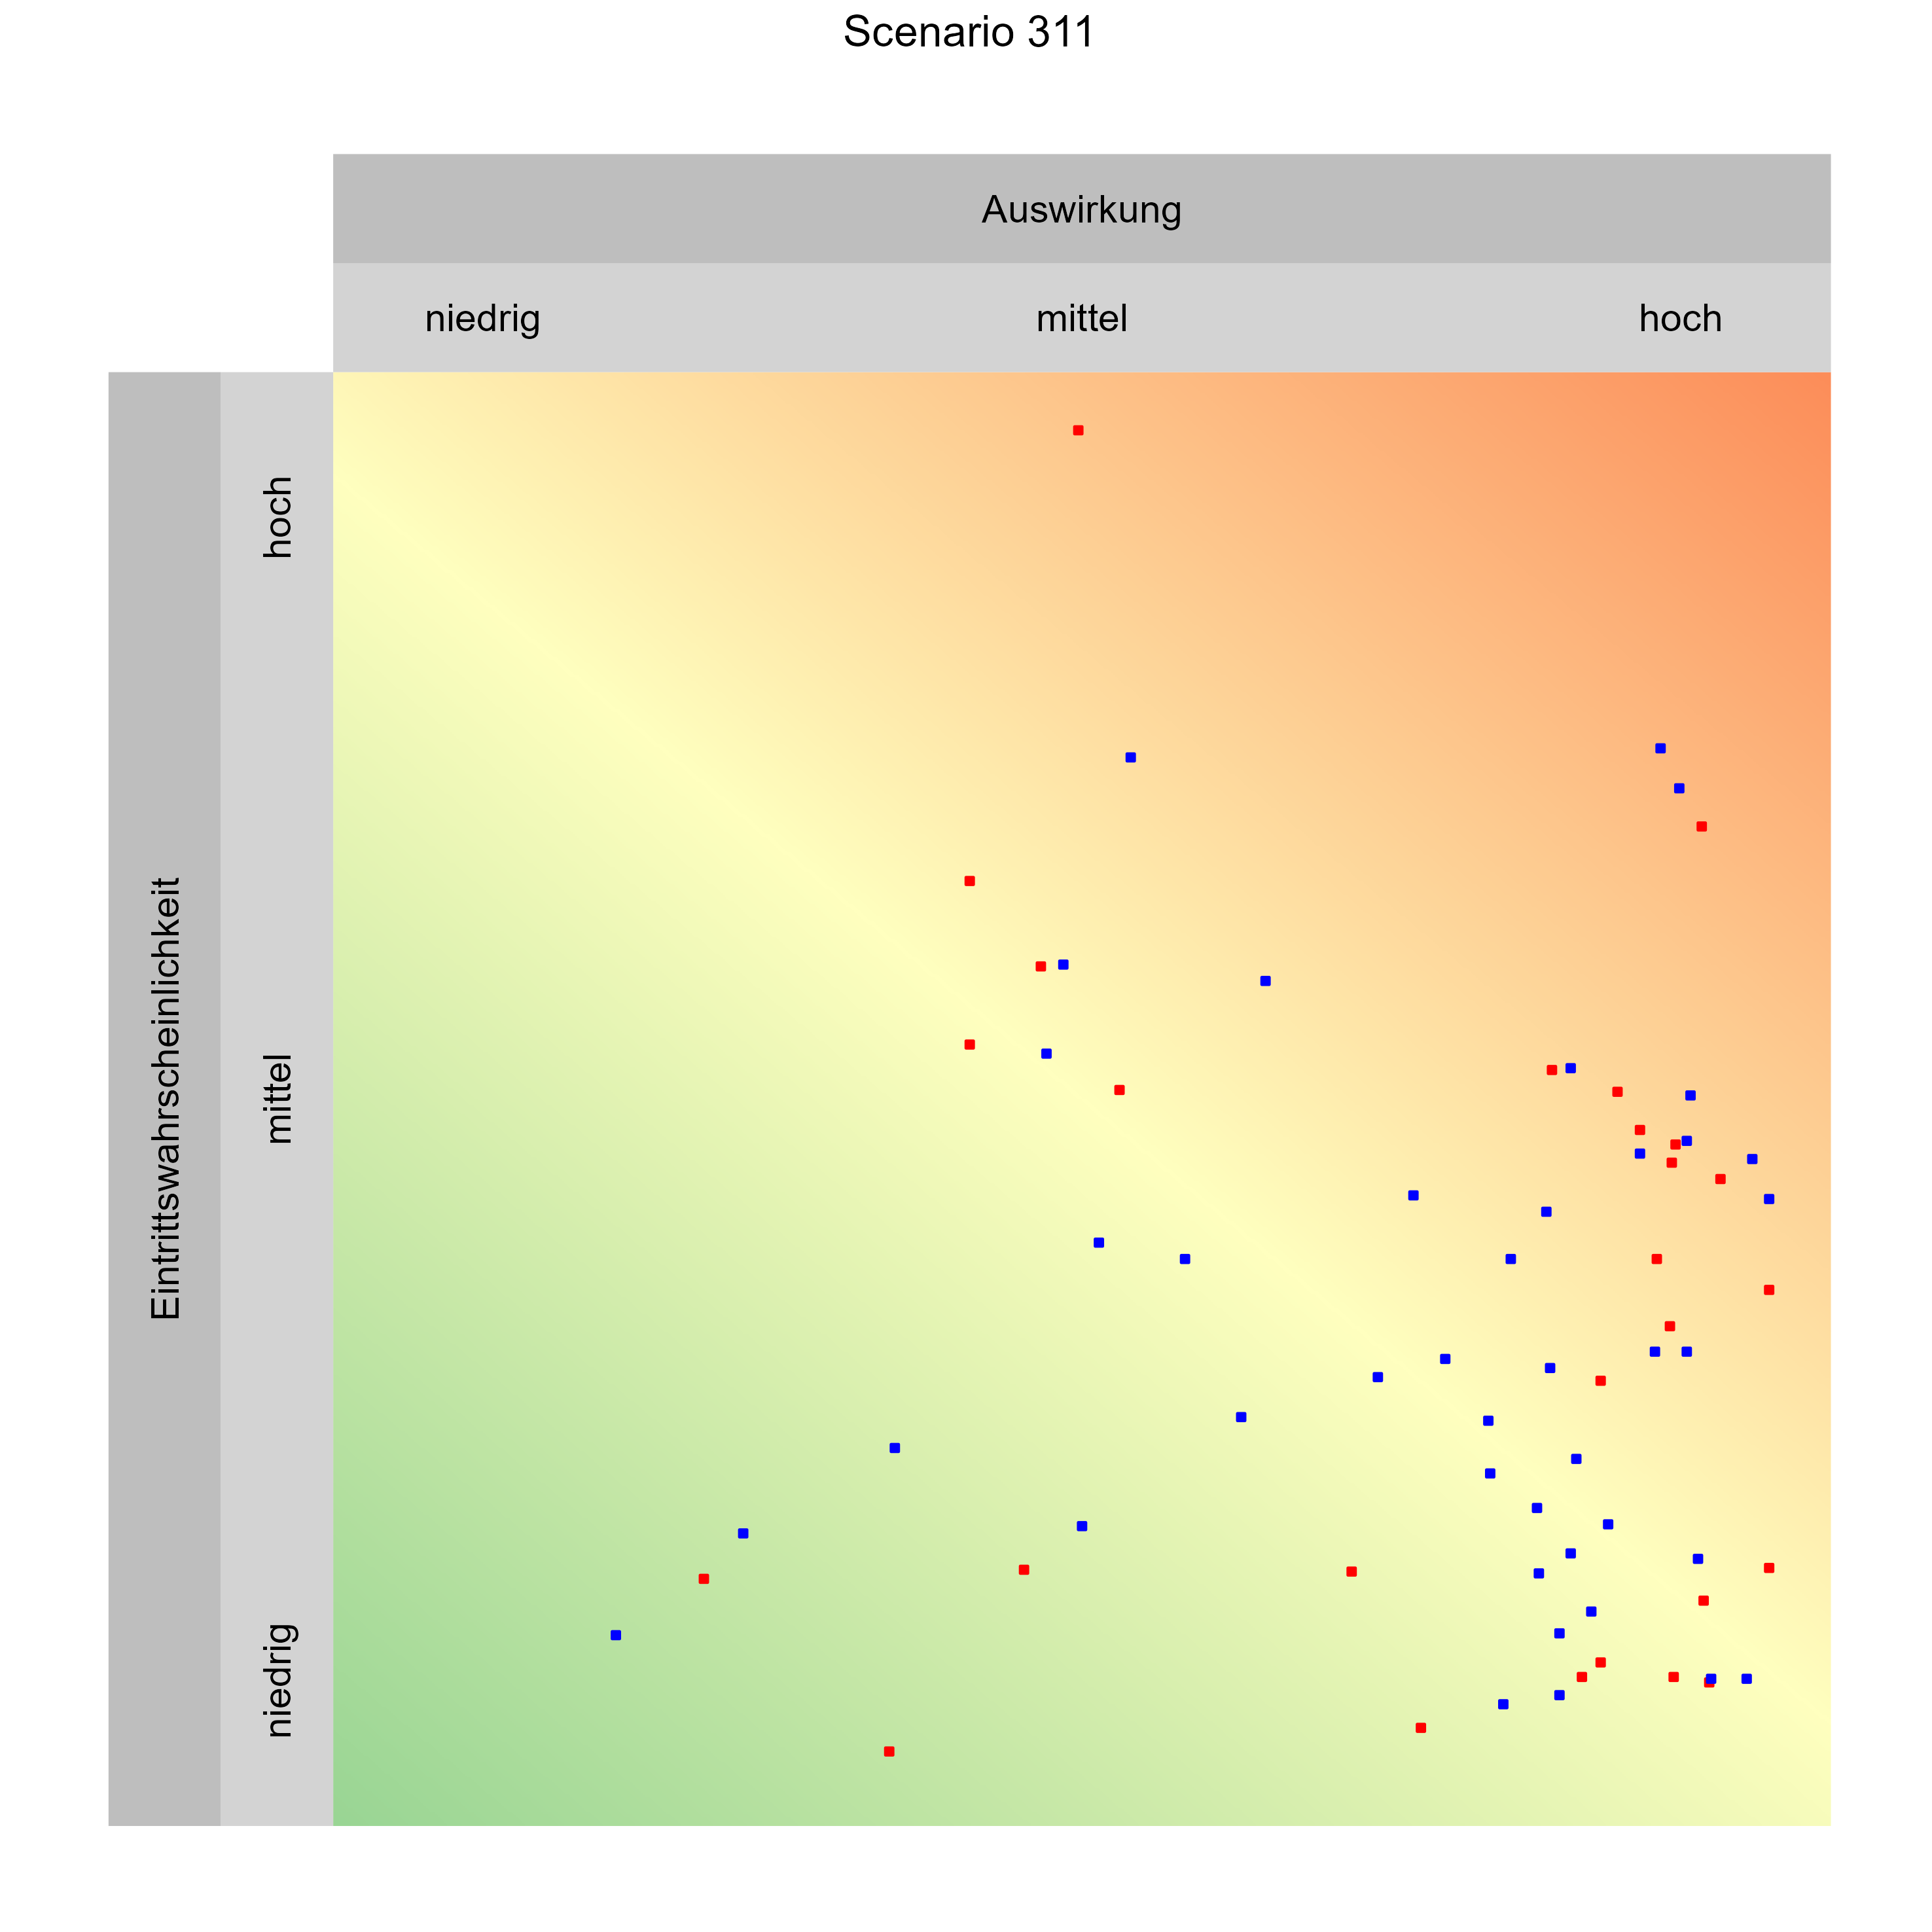 Scenario 311
Auswirkung
niedrig
mittel
hoch
Eintrittswahrscheinlichkeit
hoch
mittel
niedrig